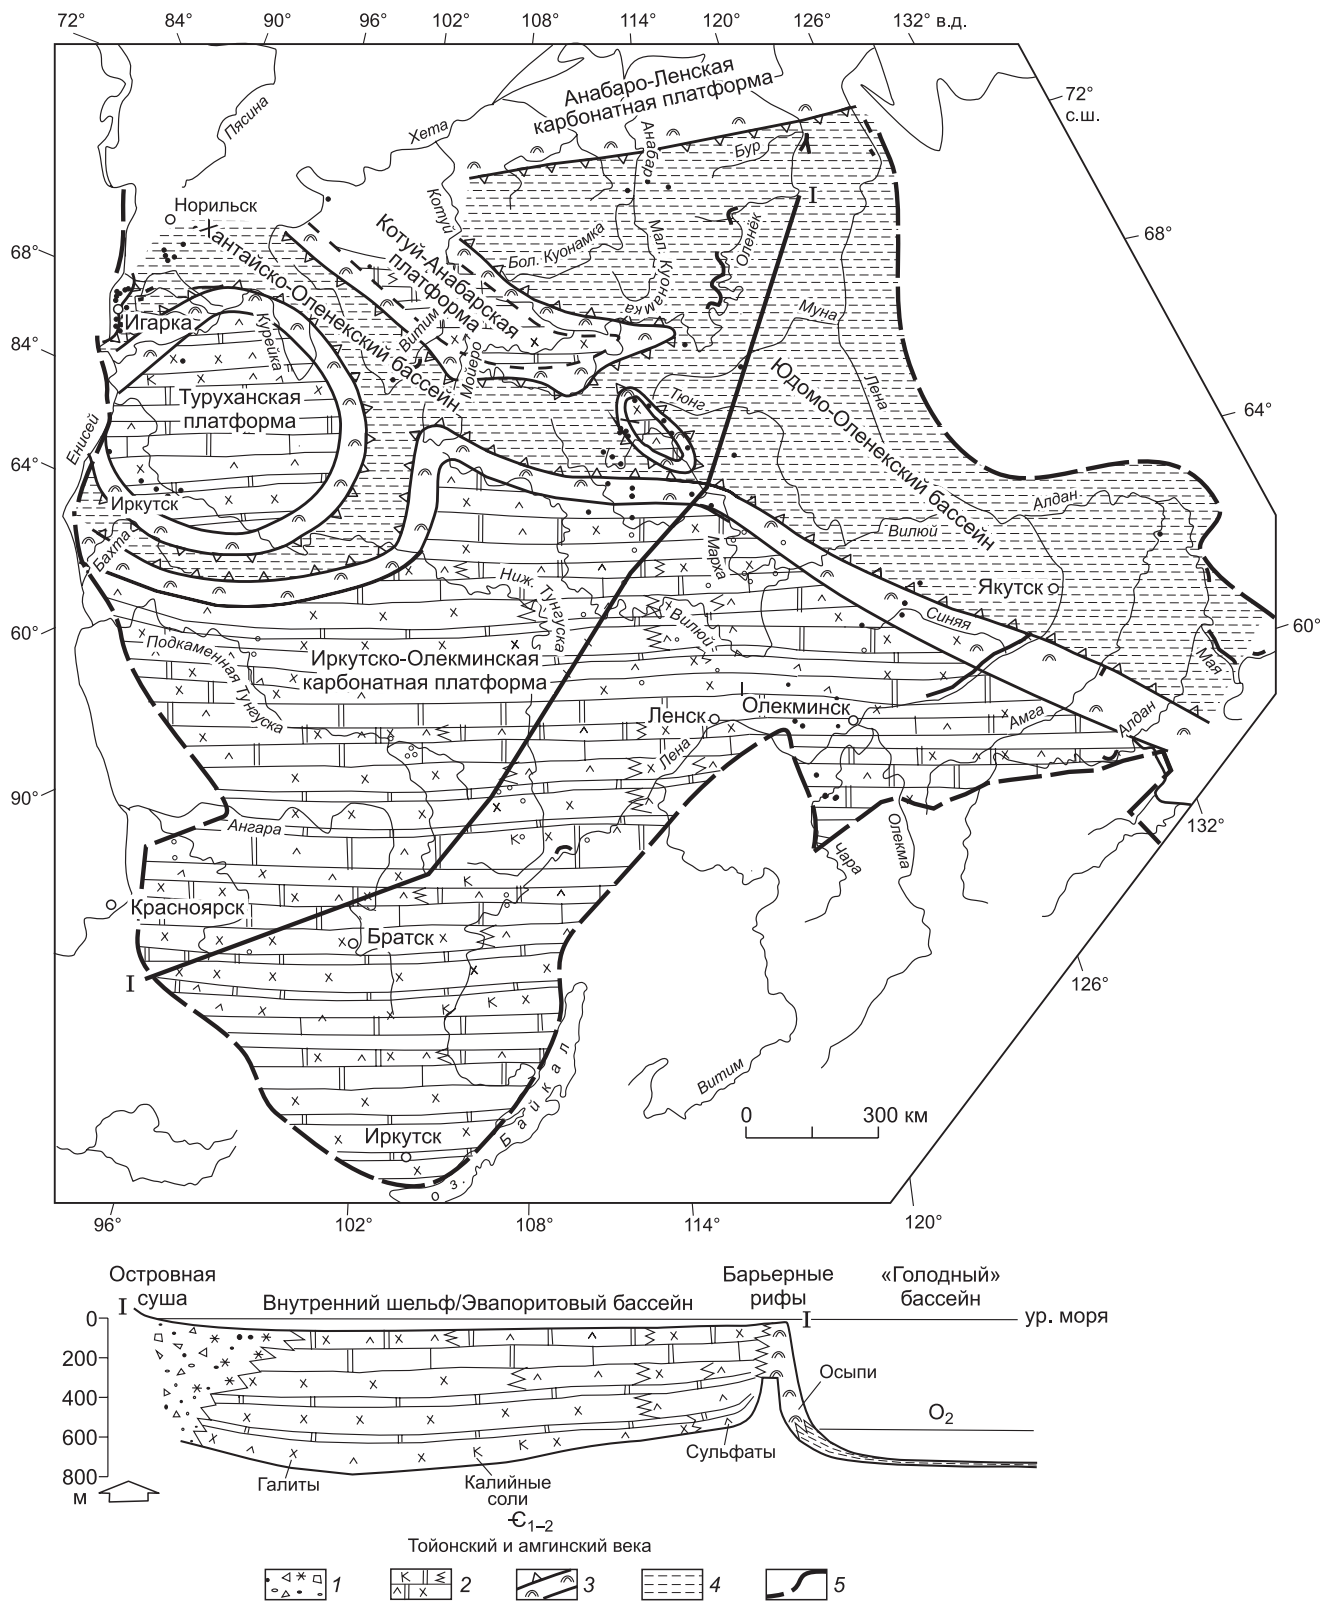 72°
84°
90°
96°
102°
108°
114°
120°
126°
132° в.д.
72°
с.ш.
Анабаро-Ленская
карбонатная платформа
Пясина
Хета
Анабар
Бур
Котуй
Норильск
I
68°
68°
Хантайско-Оленекский бассейн
Котуй-Анабарская
платформа
Бол. Куонамка
Мал. Куонамка
Оленёк
Игарка
Курейка
Витим
Мойеро
Муна
84°
Юдомо-Оленекский бассейн
Лена
Туруханская
платформа
Тюнг
64°
Енисей
64°
Иркутск
Алдан
Вилюй
Бахта
Марха
Ниж. Тунгуска
Якутск
Синяя
Вилюй
60°
60°
Подкаменная Тунгуска
Иркутско-Олекминская
карбонатная платформа
Мая
Ленск
Олекминск
Амга
Алдан
Лена
90°
Ангара
132°
Чара
Олекма
Красноярск
Братск
I
126°
Витим
оз. Байкал
0 300 км
Иркутск
96°
102°
108°
114°
120°
Островная
суша
Барьерные
рифы
«Голодный»
бассейн
I
Внутренний шельф/Эвапоритовый бассейн
I
ур. моря
0
200
400
600
800
м
Осыпи
O₂
Сульфаты
Галиты
Калийные
соли
Є₁₋₂
Тойонский и амгинский века
1
2
3
4
5